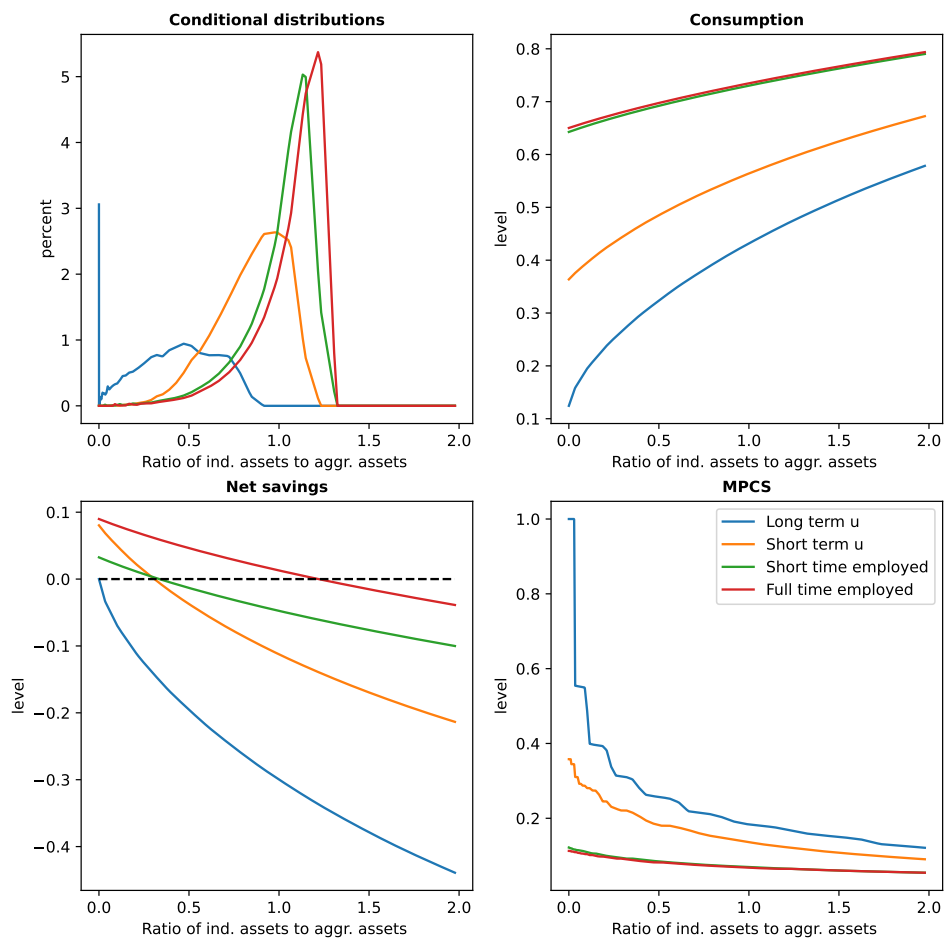 Conditional distributions
percent
5
4
3
2
1
0
0.0 0.5 1.0 1.5 2.0
Ratio of ind. assets to aggr. assets
Consumption
level
0.8
0.7
0.6
0.5
0.4
0.3
0.2
0.1
0.0 0.5 1.0 1.5 2.0
Ratio of ind. assets to aggr. assets
Net savings
level
0.1
0.0
−0.1
−0.2
−0.3
−0.4
0.0 0.5 1.0 1.5 2.0
Ratio of ind. assets to aggr. assets
MPCS
level
1.0
0.8
0.6
0.4
0.2
Long term u
Short term u
Short time employed
Full time employed
0.0 0.5 1.0 1.5 2.0
Ratio of ind. assets to aggr. assets